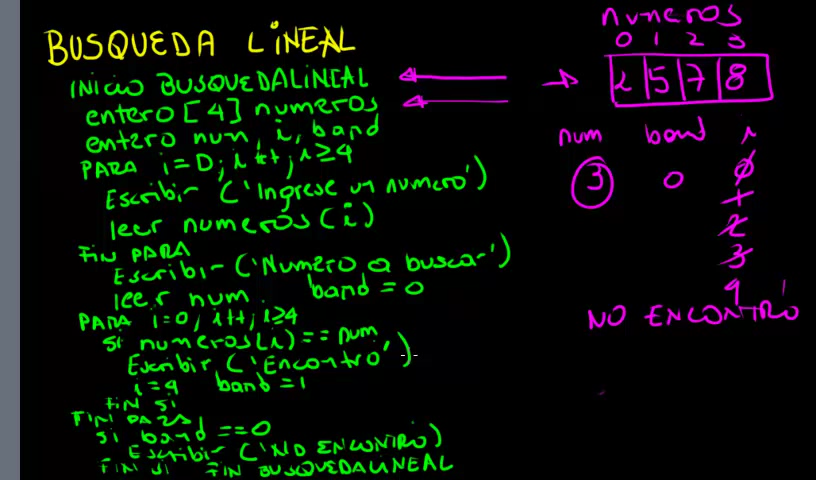 BUSQUEDA LINEAL
INICIO BUSQUEDALINEAL
entero [4] numeros
entero num, i, band
PARA i=0; i++; i≥4
Escribir ('Ingrese un numero')
leer numeros(i)
FIN PARA
Escribir ('Numero a buscar')
leer num band = 0
PARA i=0; i++; i≥4
si numeros(i) == num
Escribir ('Encontro')
i=4 band=1
FIN SI
FIN PARA
si band ==0
Escribir ('NO ENCONTRÓ)
FIN SI FIN BUSQUEDALINEAL
numeros
0 1 2 3
2 5 7 8
num band i
3 0 0
1
2
3
4
NO ENCONTRÓ